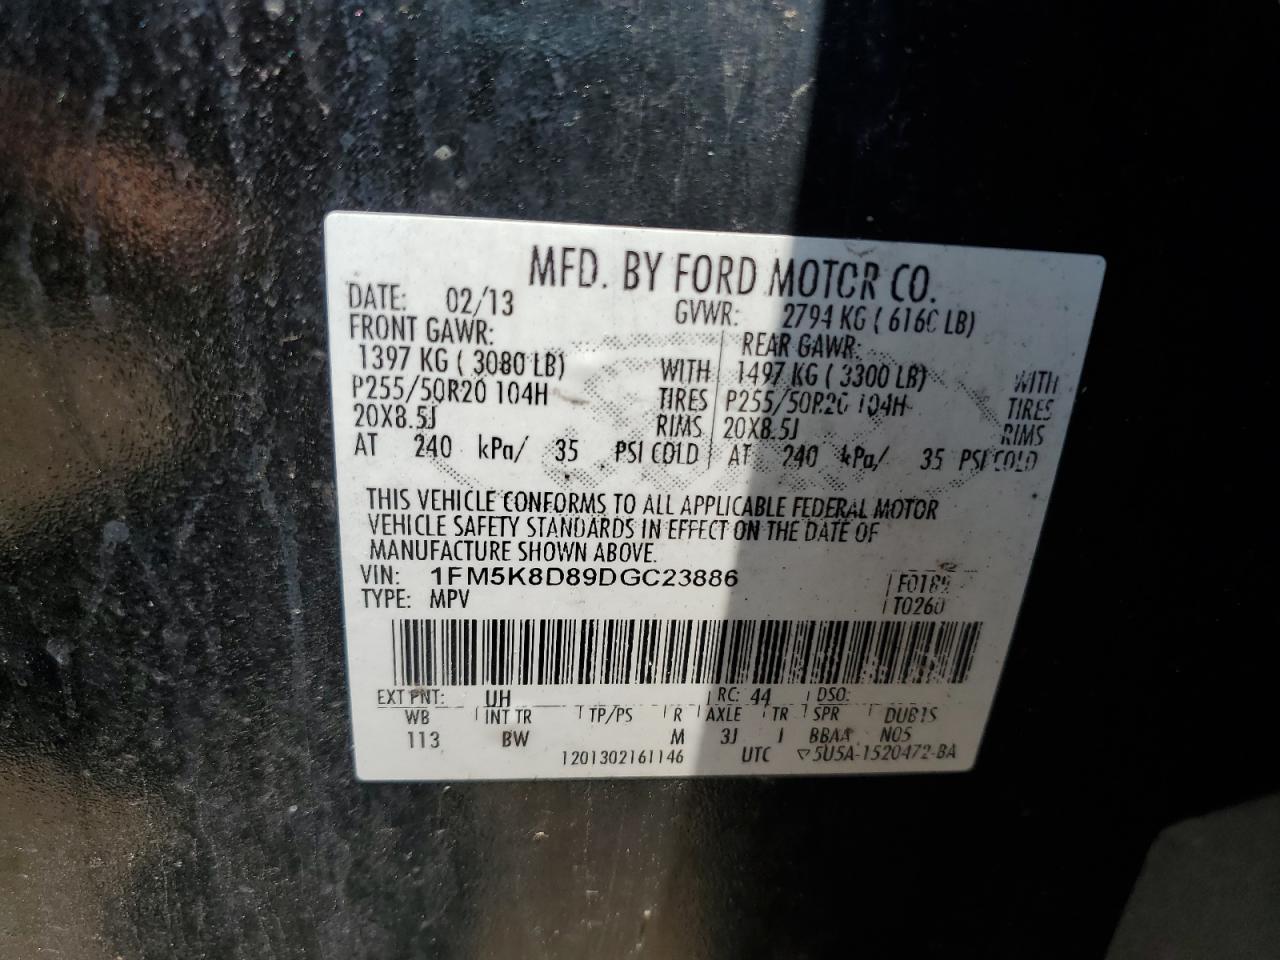 MFD. BY FORD MOTOR CO.
DATE: 02/13 GVWR: 2794 KG ( 6160 LB)
FRONT GAWR: REAR GAWR:
1397 KG ( 3080 LB) WITH 1497 KG ( 3300 LB) WITH
P255/50R20 104H TIRES P255/50R20 104H TIRES
20X8.5J RIMS 20X8.5J RIMS
AT 240 kPa/ 35 PSI COLD AT 240 kPa/ 35 PSI COLD
THIS VEHICLE CONFORMS TO ALL APPLICABLE FEDERAL MOTOR
VEHICLE SAFETY STANDARDS IN EFFECT ON THE DATE OF
MANUFACTURE SHOWN ABOVE.
VIN: 1FM5K8D89DGC23886
TYPE: MPV T0260
EXT PNT: UH RC: 44 DSO:
WB INT TR TP/PS R AXLE TR SPR DUB1S
113 BW M 3J I BBAA N05
1201302161146 UTC ▽5U5A-1520472-BA